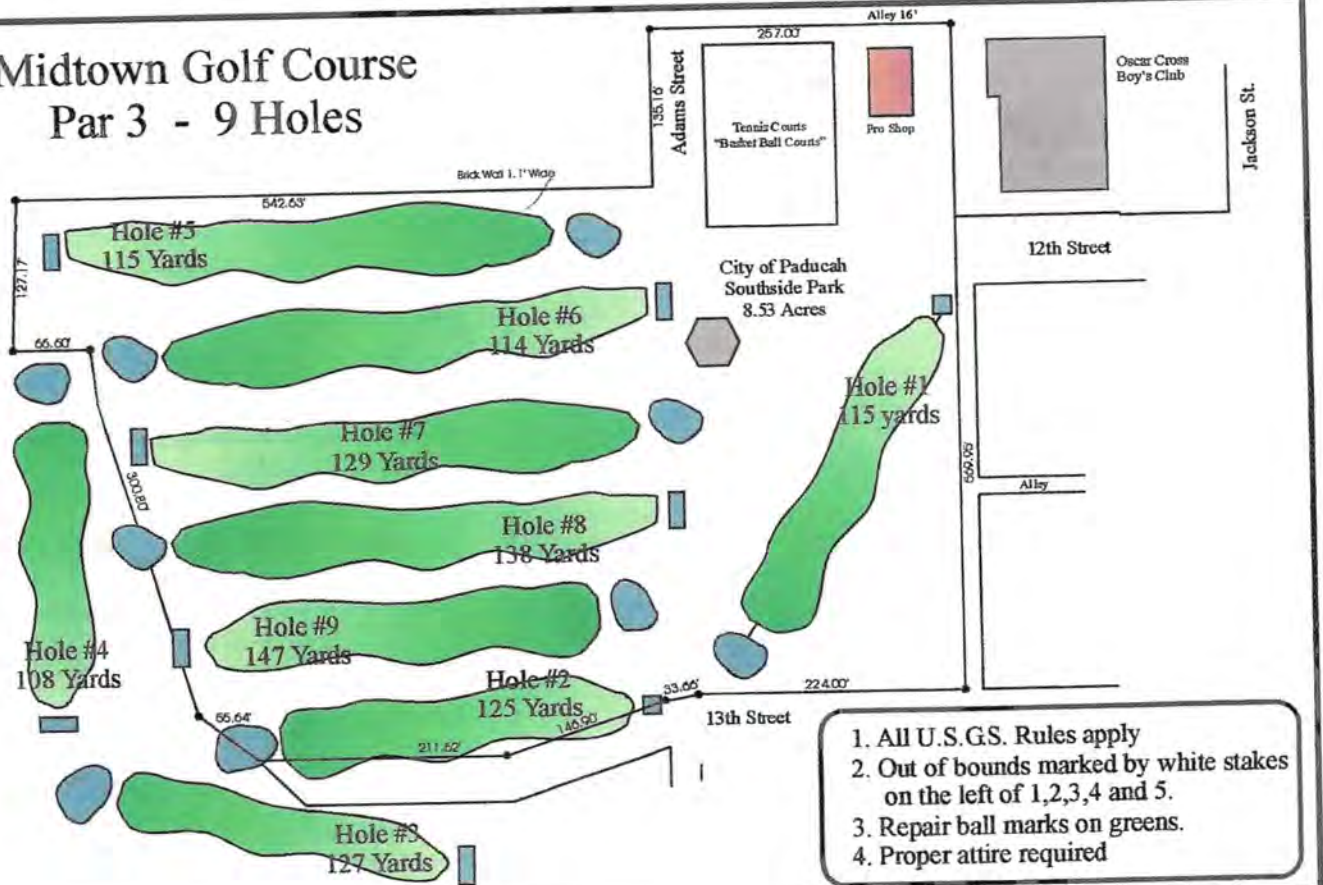 Midtown Golf Course
Par 3 - 9 Holes
Alley 16'
257.00'
135.16'
Adams Street
Tennis Courts
"Basket Ball Courts"
Pro Shop
Oscar Cross
Boy's Club
Jackson St.
Brick Wall 1.1' Wide
542.63'
127.17'
66.60'
Hole #5
115 Yards
12th Street
City of Paducah
Southside Park
8.53 Acres
Hole #6
114 Yards
Hole #1
115 yards
Hole #7
129 Yards
300.80'
Alley
Hole #8
138 Yards
Hole #9
147 Yards
Hole #4
108 Yards
Hole #2
125 Yards
33.66'
224.00'
13th Street
146.90'
211.62'
Hole #3
127 Yards
1. All U.S.GS. Rules apply
2. Out of bounds marked by white stakes
on the left of 1,2,3,4 and 5.
3. Repair ball marks on greens.
4. Proper attire required